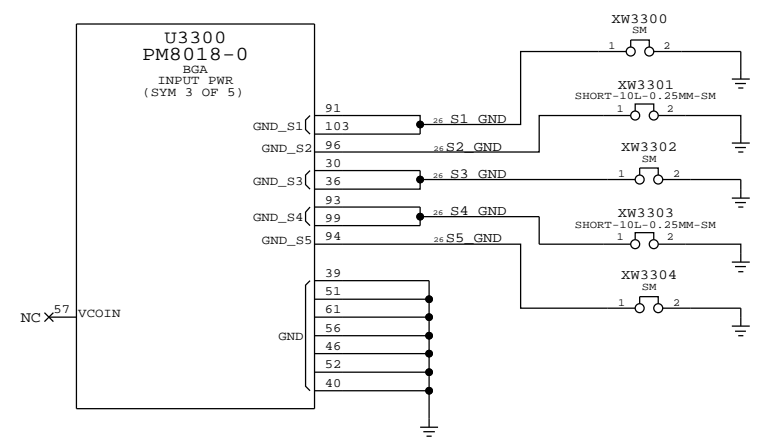 U3300
PM8018-0
BGA
INPUT PWR
(SYM 3 OF 5)
NC 57 VCOIN
GND_S1 91
103
GND_S2 96
GND_S3 30
36
GND_S4 93
99
GND_S5 94
GND 39
51
61
56
46
52
40
26 S1_GND
26 S2_GND
26 S3_GND
26 S4_GND
26 S5_GND
XW3300
SM
1 2
XW3301
SHORT-10L-0.25MM-SM
1 2
XW3302
SM
1 2
XW3303
SHORT-10L-0.25MM-SM
1 2
XW3304
SM
1 2